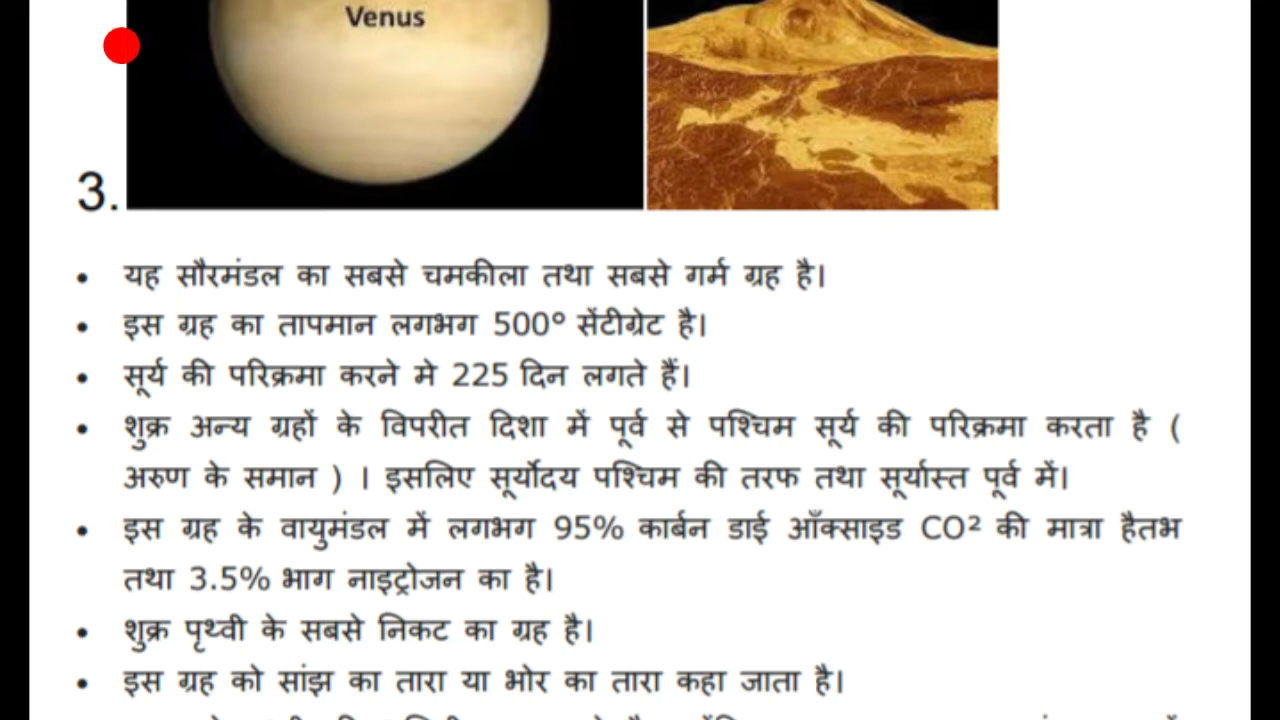 Venus
3.
• यह सौरमंडल का सबसे चमकीला तथा सबसे गर्म ग्रह है।
• इस ग्रह का तापमान लगभग 500° सेंटीग्रेट है।
• सूर्य की परिक्रमा करने मे 225 दिन लगते हैं।
• शुक्र अन्य ग्रहों के विपरीत दिशा में पूर्व से पश्चिम सूर्य की परिक्रमा करता है (
अरुण के समान ) । इसलिए सूर्योदय पश्चिम की तरफ तथा सूर्यास्त पूर्व में।
• इस ग्रह के वायुमंडल में लगभग 95% कार्बन डाई ऑक्साइड CO² की मात्रा हैतभ
तथा 3.5% भाग नाइट्रोजन का है।
• शुक्र पृथ्वी के सबसे निकट का ग्रह है।
• इस ग्रह को सांझ का तारा या भोर का तारा कहा जाता है।